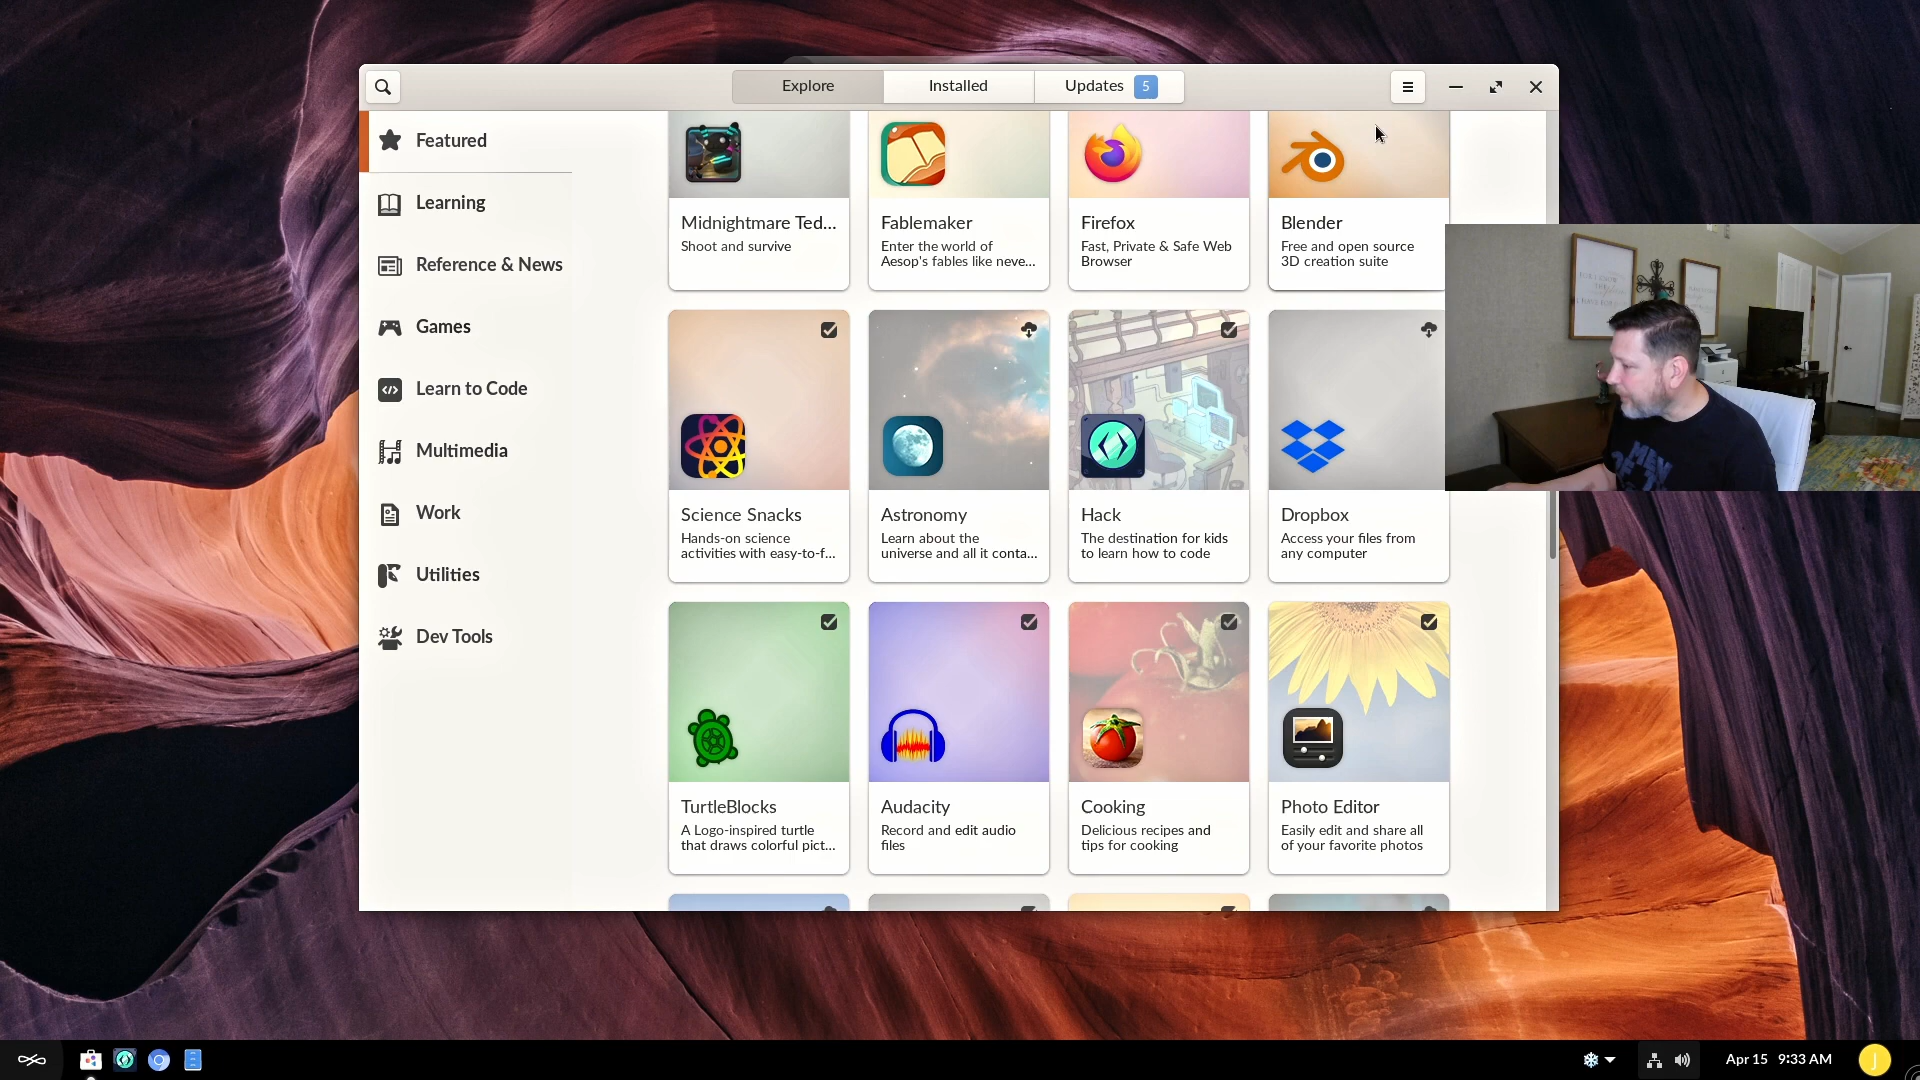 Explore
Installed
Updates 5
Featured
Learning
Reference & News
Games
Learn to Code
Multimedia
Work
Utilities
Dev Tools
Midnightmare Ted...
Shoot and survive
Fablemaker
Enter the world of
Aesop's fables like neve...
Firefox
Fast, Private & Safe Web
Browser
Blender
Free and open source
3D creation suite
Science Snacks
Hands-on science
activities with easy-to-f...
Astronomy
Learn about the
universe and all it conta...
Hack
The destination for kids
to learn how to code
Dropbox
Access your files from
any computer
TurtleBlocks
A Logo-inspired turtle
that draws colorful pict...
Audacity
Record and edit audio
files
Cooking
Delicious recipes and
tips for cooking
Photo Editor
Easily edit and share all
of your favorite photos
Apr 15 9:33 AM
J